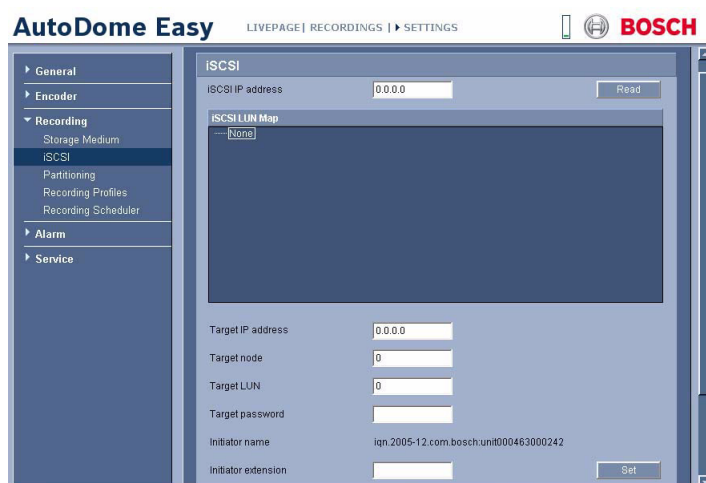 AutoDome Easy
LIVEPAGE| RECORDINGS | SETTINGS
BOSCH
General
Encoder
Recording
Storage Medium
iSCSI
Partitioning
Recording Profiles
Recording Scheduler
Alarm
Service
iSCSI
iSCSI IP address 0.0.0.0 Read
iSCSI LUN Map
None
Target IP address 0.0.0.0
Target node 0
Target LUN 0
Target password
Initiator name iqn.2005-12.com.bosch:unit000463000242
Initiator extension Set